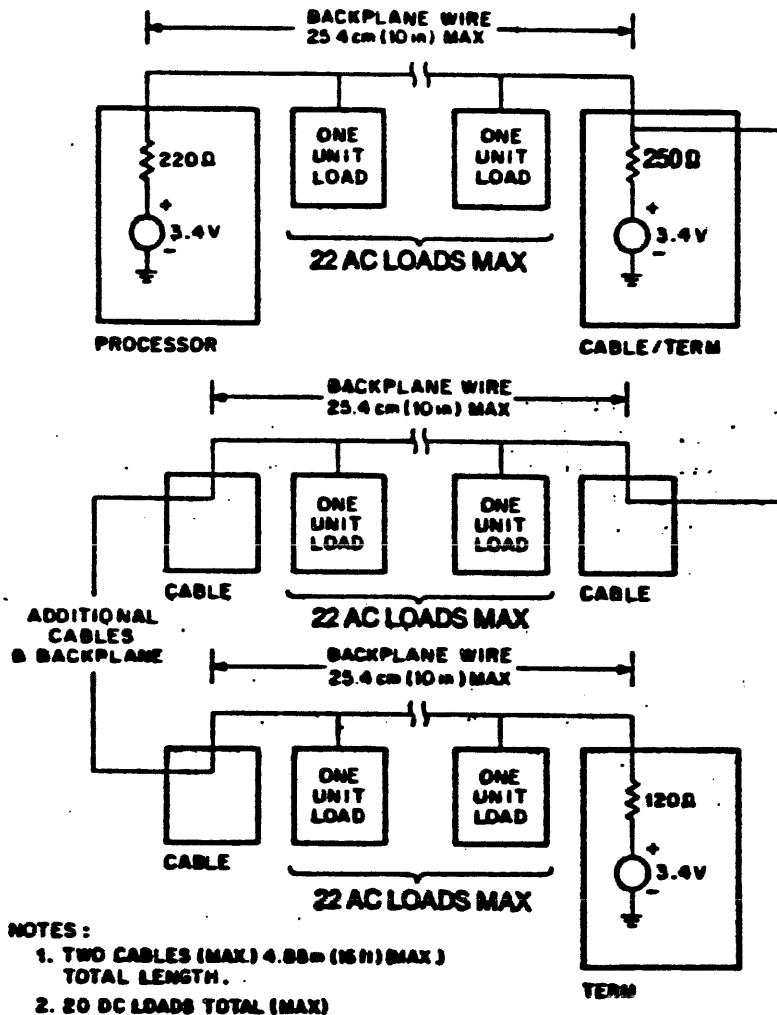 BACKPLANE WIRE
25.4 cm (10 in) MAX
220Ω
+
3.4V
-
ONE
UNIT
LOAD
ONE
UNIT
LOAD
250Ω
+
3.4V
-
22 AC LOADS MAX
PROCESSOR
CABLE/TERM
BACKPLANE WIRE
25.4 cm (10 in) MAX
ONE
UNIT
LOAD
ONE
UNIT
LOAD
CABLE
CABLE
22 AC LOADS MAX
ADDITIONAL
CABLES
& BACKPLANE
BACKPLANE WIRE
25.4 cm (10 in) MAX
ONE
UNIT
LOAD
ONE
UNIT
LOAD
120Ω
+
3.4V
-
CABLE
22 AC LOADS MAX
TERM
NOTES:
1. TWO CABLES (MAX.) 4.88m (16 ft) (MAX.)
TOTAL LENGTH.
2. 20 DC LOADS TOTAL (MAX)